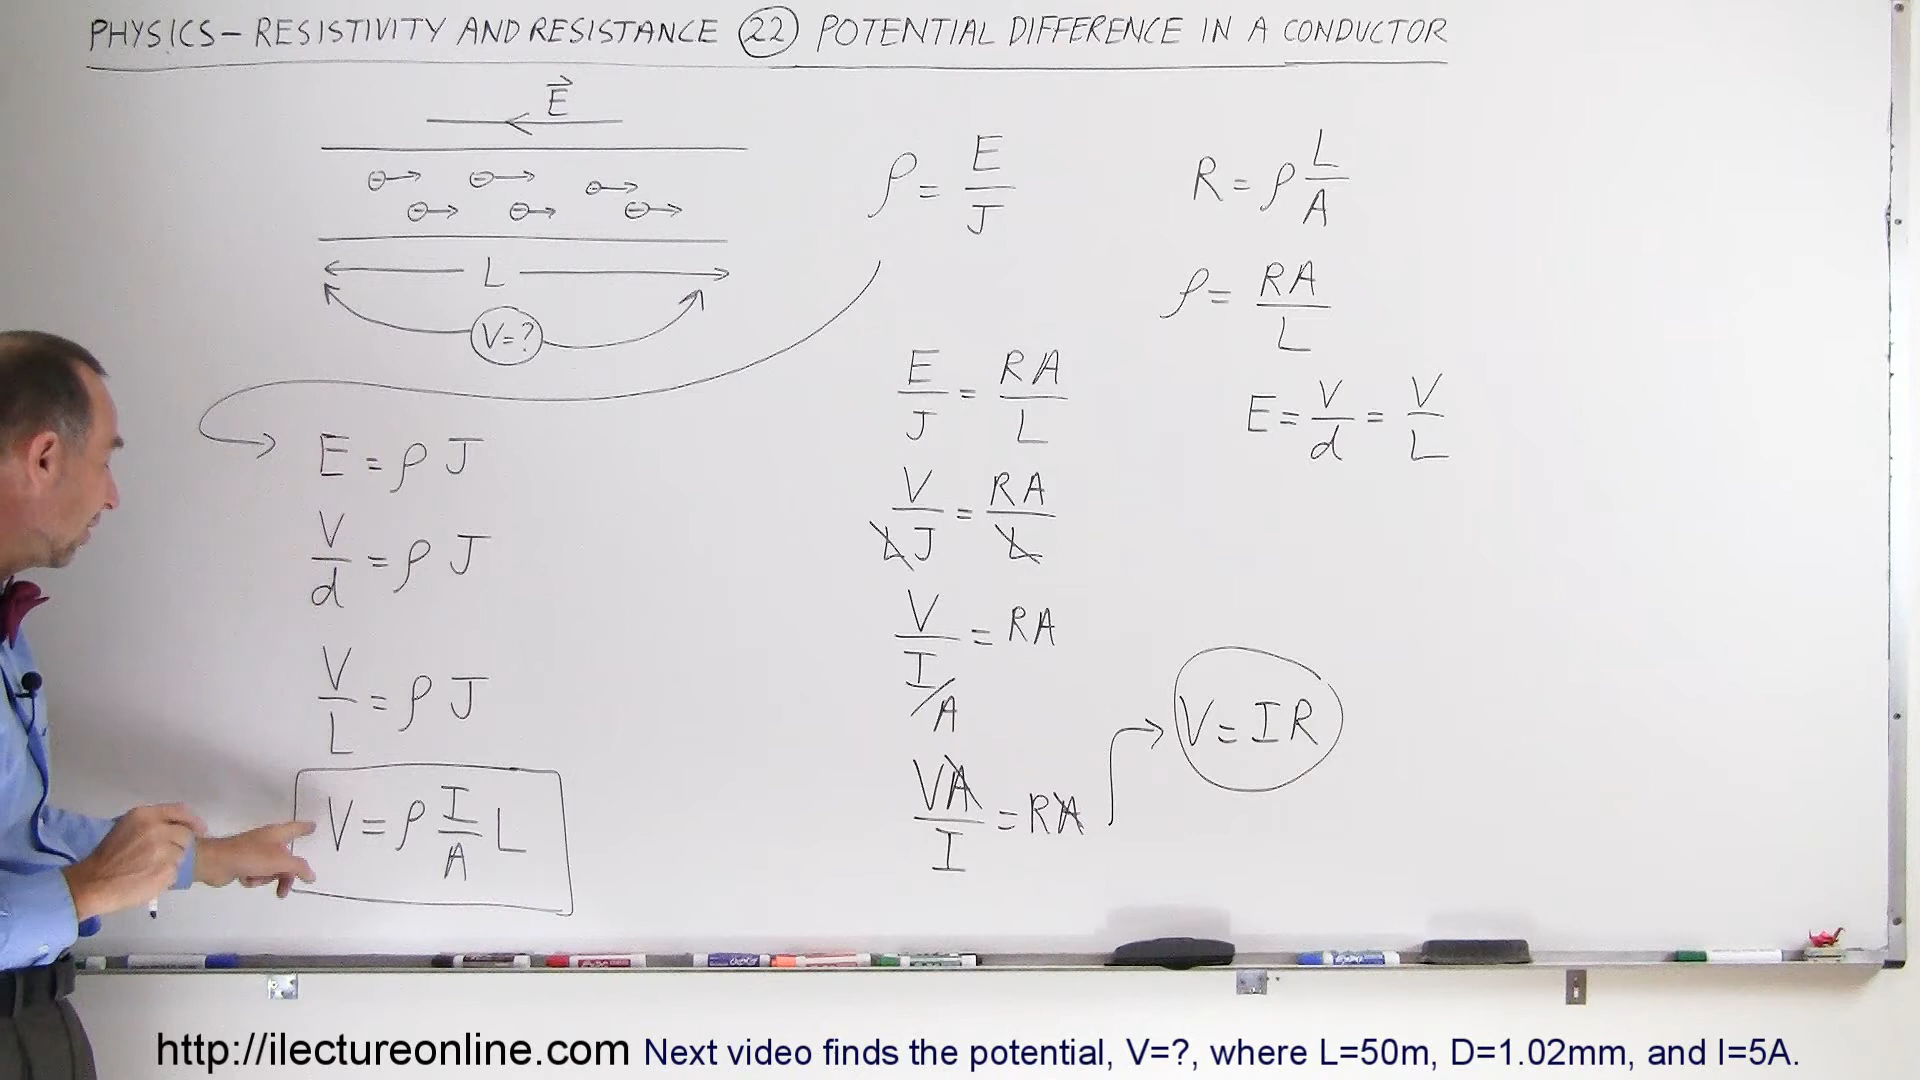 PHYSICS - RESISTIVITY AND RESISTANCE 22 POTENTIAL DIFFERENCE IN A CONDUCTOR
E
L
V=?
E = ρ J
V/d = ρ J
V/L = ρ J
V = ρ I/A L
ρ = E/J
E/J = RA/L
V/LJ = RA/L
V/I/A = RA
VA/I = RA
R = ρ L/A
ρ = RA/L
E = V/d = V/L
V = IR
http://ilectureonline.com Next video finds the potential, V=?, where L=50m, D=1.02mm, and I=5A.